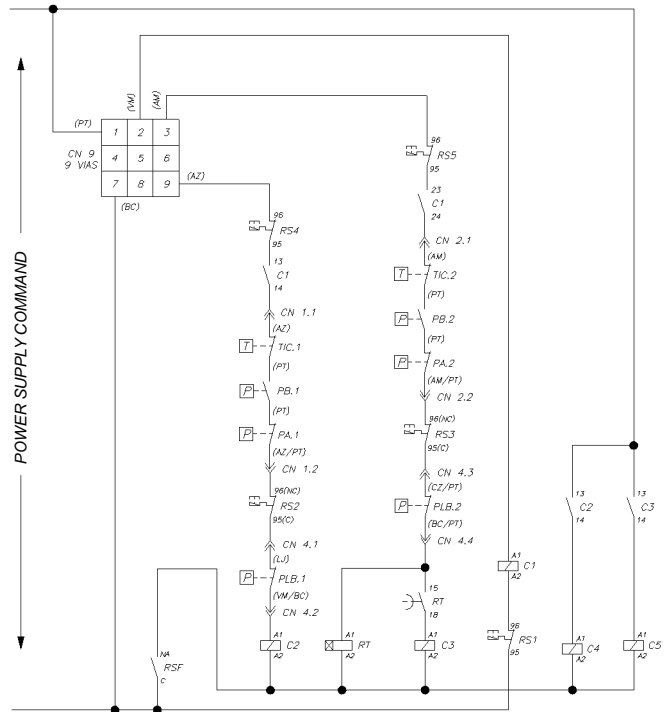 POWER SUPPLY COMMAND
(PT)
(VM)
(AM)
1 2 3
CN 9
9 VIAS
4 5 6
7 8 9
(AZ)
(BC)
96
RS4
95
13
C1
14
CN 1.1
(AZ)
T
TIC.1
(PT)
P
PB.1
(PT)
P
PA.1
(AZ/PT)
CN 1.2
96(NC)
RS2
95(C)
CN 4.1
(LJ)
P
PLB.1
(VM/BC)
CN 4.2
A1
C2
A2
NA
RSF
C
96
RS5
95
23
C1
24
CN 2.1
(AM)
T
TIC.2
(PT)
P
PB.2
(PT)
P
PA.2
(AM/PT)
CN 2.2
96(NC)
RS3
95(C)
CN 4.3
(CZ/PT)
P
PLB.2
(BC/PT)
CN 4.4
A1
RT
A2
15
RT
18
A1
C3
A2
A1
C1
A2
96
RS1
95
13
C2
14
A1
C4
A2
13
C3
14
A1
C5
A2